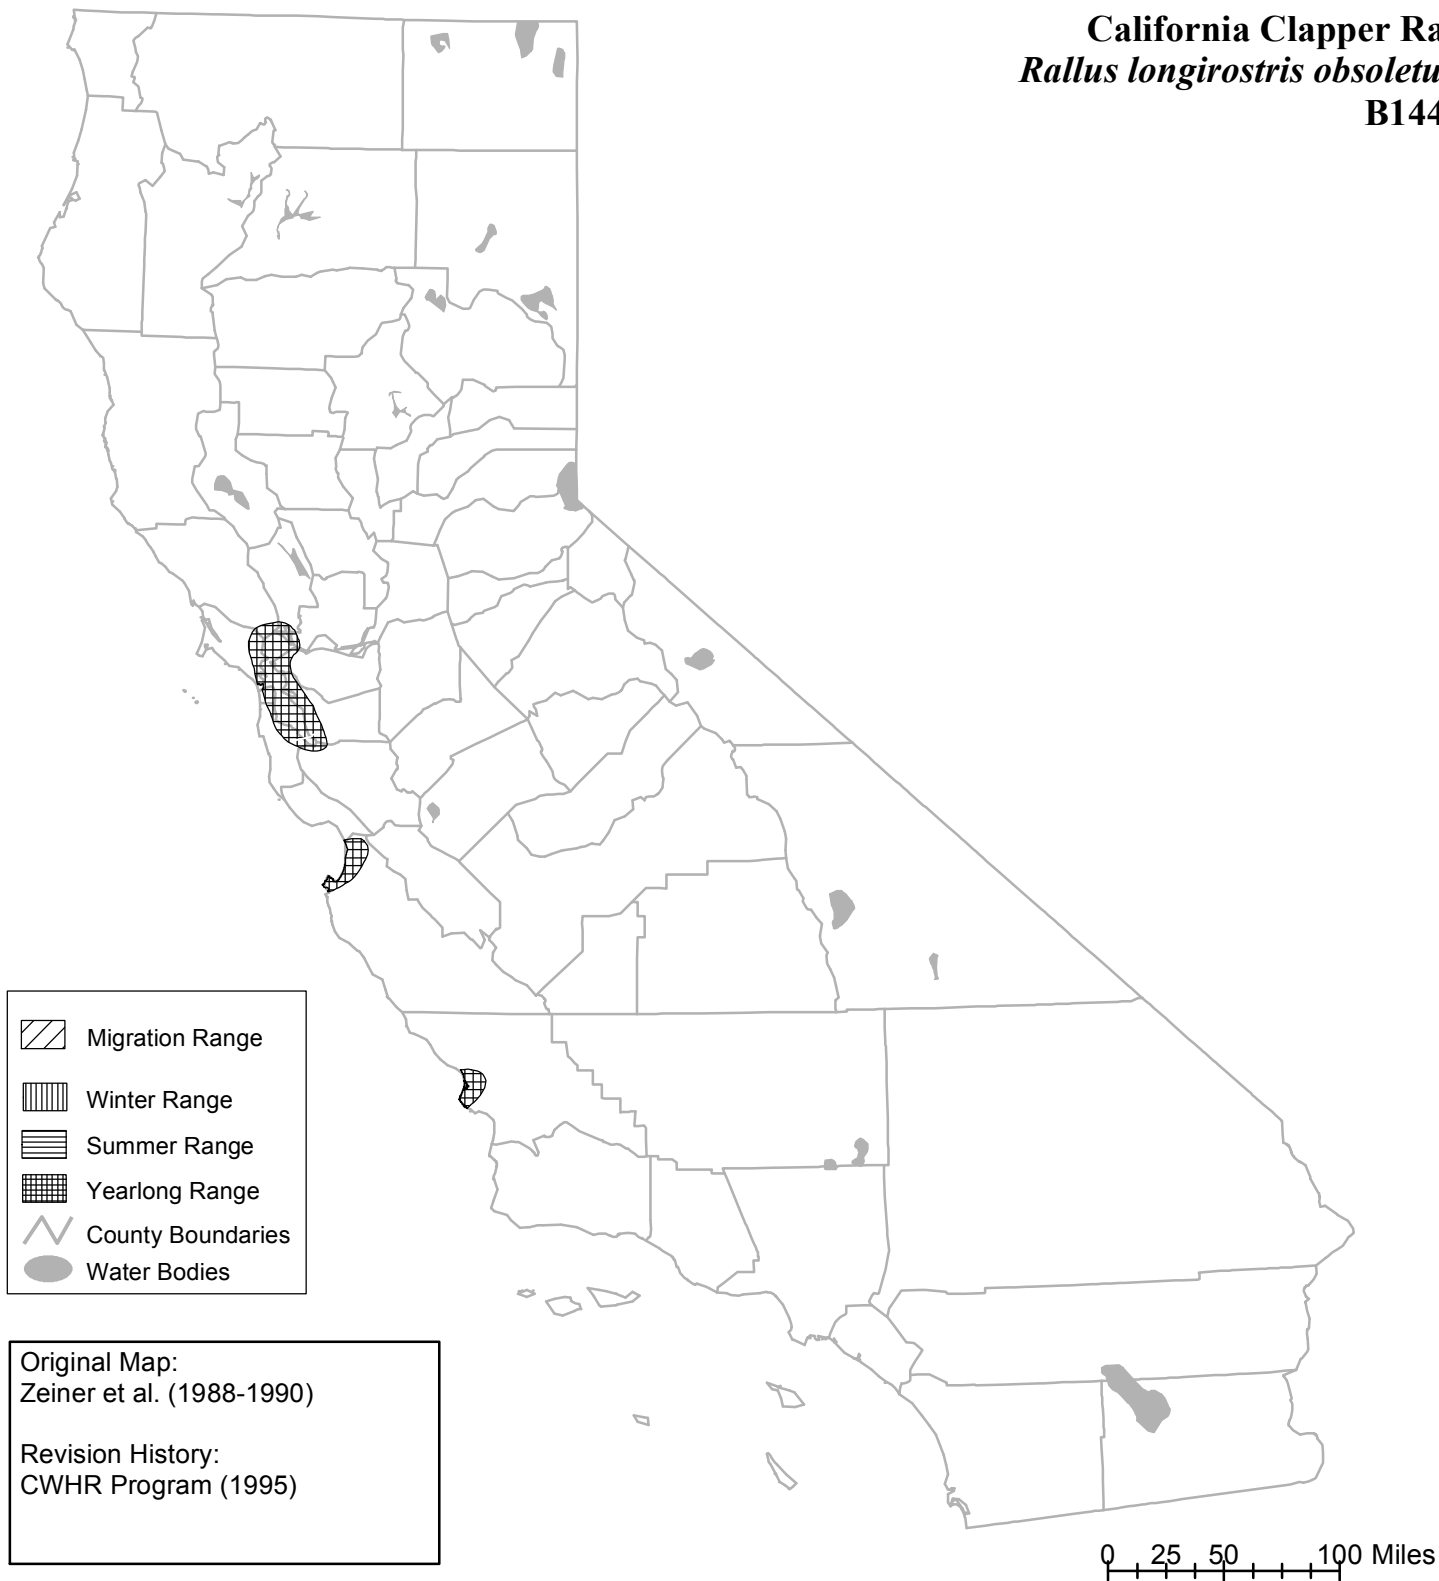 California Clapper Ra
Rallus longirostris obsoletu
B144
Migration Range
Winter Range
Summer Range
Yearlong Range
County Boundaries
Water Bodies
Original Map:
Zeiner et al. (1988-1990)
Revision History:
CWHR Program (1995)
0 25 50 100 Miles